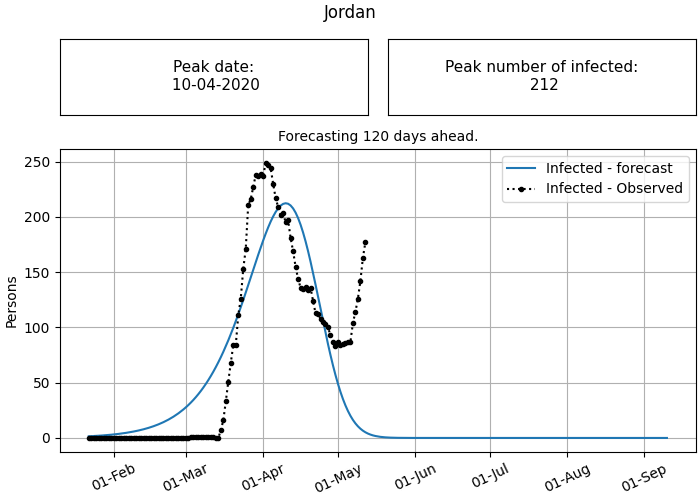 Jordan
Peak date:
10-04-2020
Peak number of infected:
212
Forecasting 120 days ahead.
Infected - forecast
Infected - Observed
Persons
250
200
150
100
50
0
01-Feb
01-Mar
01-Apr
01-May
01-Jun
01-Jul
01-Aug
01-Sep